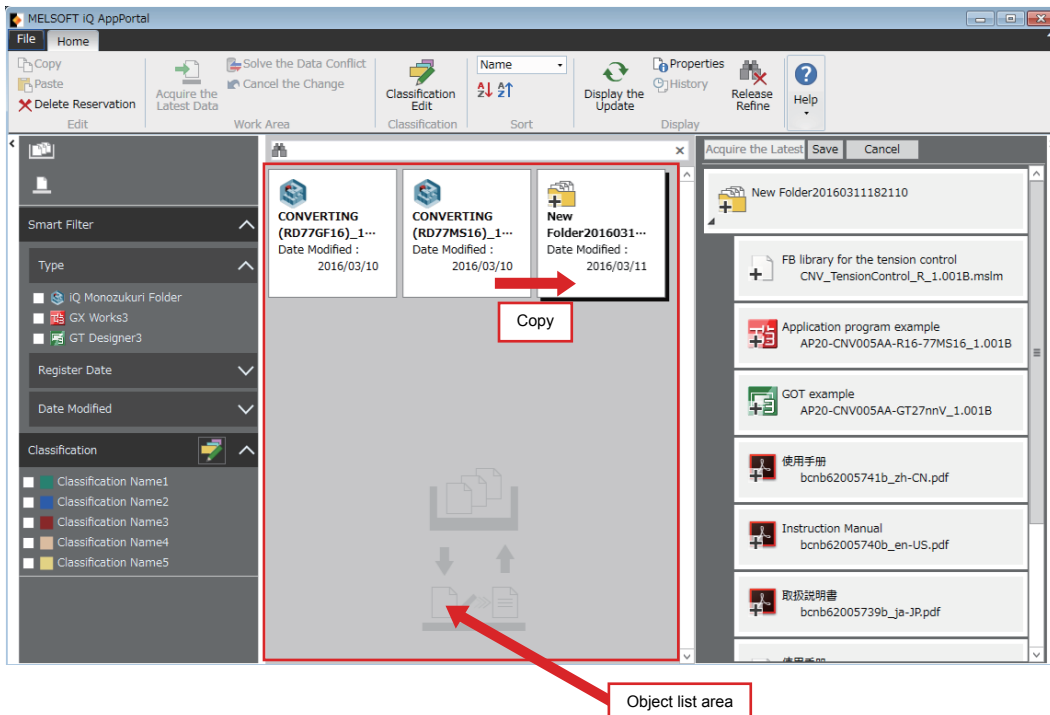 MELSOFT iQ AppPortal
File
Home
Copy
Paste
Delete Reservation
Edit
Acquire the
Latest Data
Solve the Data Conflict
Cancel the Change
Work Area
Classification
Edit
Classification
Name
Sort
Display the
Update
Properties
History
Release
Refine
Display
Help
Smart Filter
Type
iQ Monozukuri Folder
GX Works3
GT Designer3
Register Date
Date Modified
Classification
Classification Name1
Classification Name2
Classification Name3
Classification Name4
Classification Name5
CONVERTING
(RD77GF16)_1···
Date Modified :
2016/03/10
CONVERTING
(RD77MS16)_1···
Date Modified :
2016/03/10
New
Folder2016031···
Date Modified :
2016/03/11
Copy
Object list area
Acquire the Latest
Save
Cancel
New Folder20160311182110
FB library for the tension control
CNV_TensionControl_R_1.001B.mslm
Application program example
AP20-CNV005AA-R16-77MS16_1.001B
GOT example
AP20-CNV005AA-GT27nnV_1.001B
使用手册
bcnb62005741b_zh-CN.pdf
Instruction Manual
bcnb62005740b_en-US.pdf
取扱説明書
bcnb62005739b_ja-JP.pdf